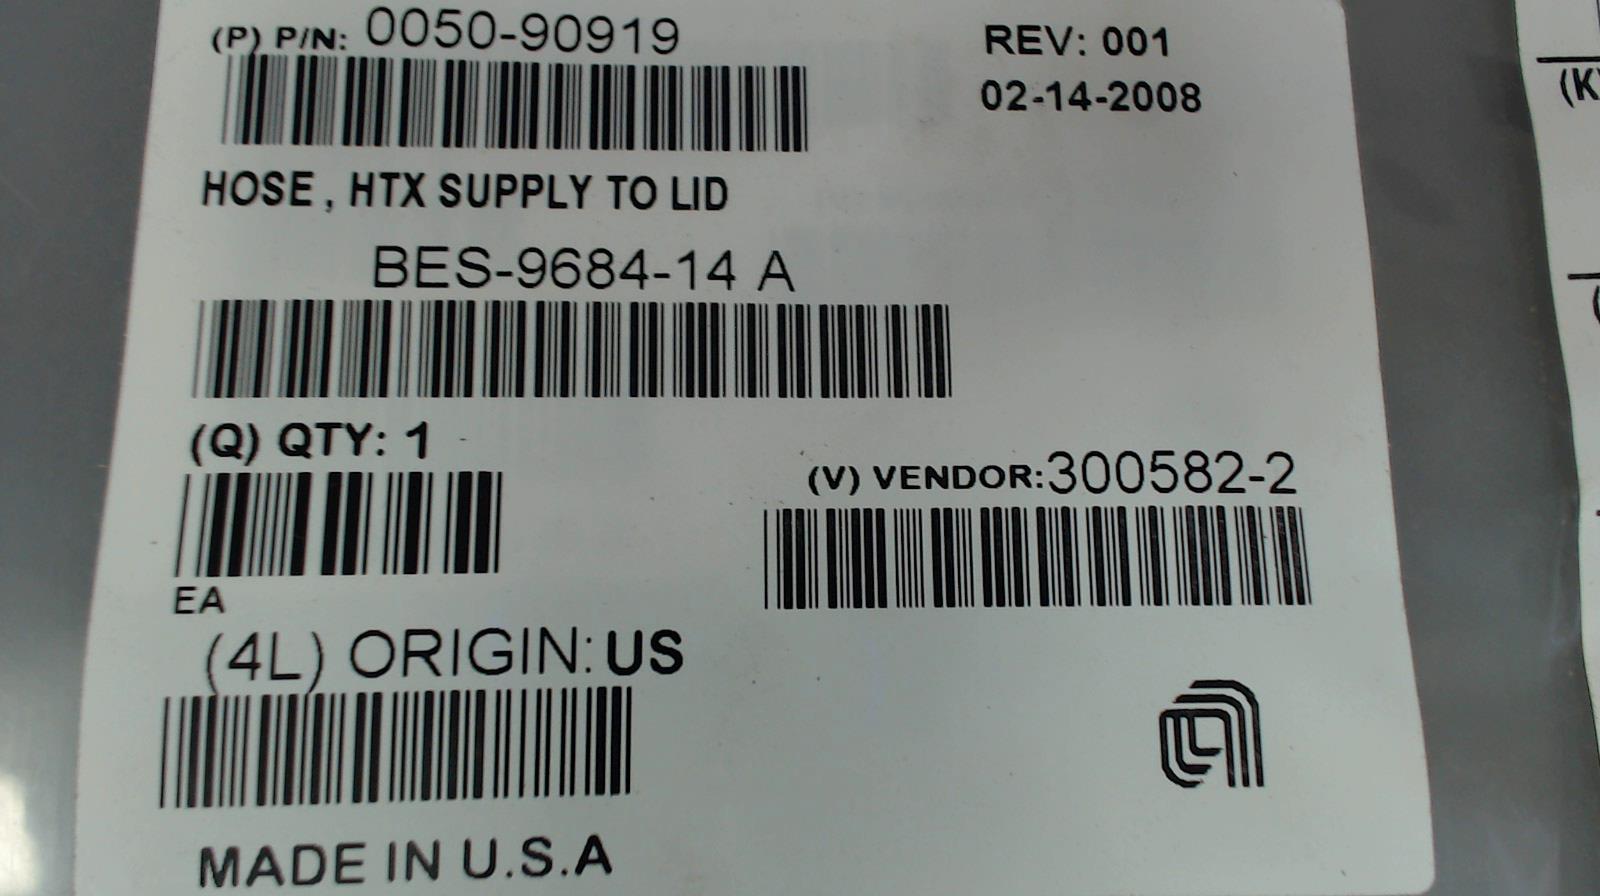 (P) P/N: 0050-90919
REV: 001
02-14-2008
HOSE, HTX SUPPLY TO LID
BES-9684-14 A
(Q) QTY: 1
(V) VENDOR:300582-2
EA
(4L) ORIGIN: US
MADE IN U.S.A